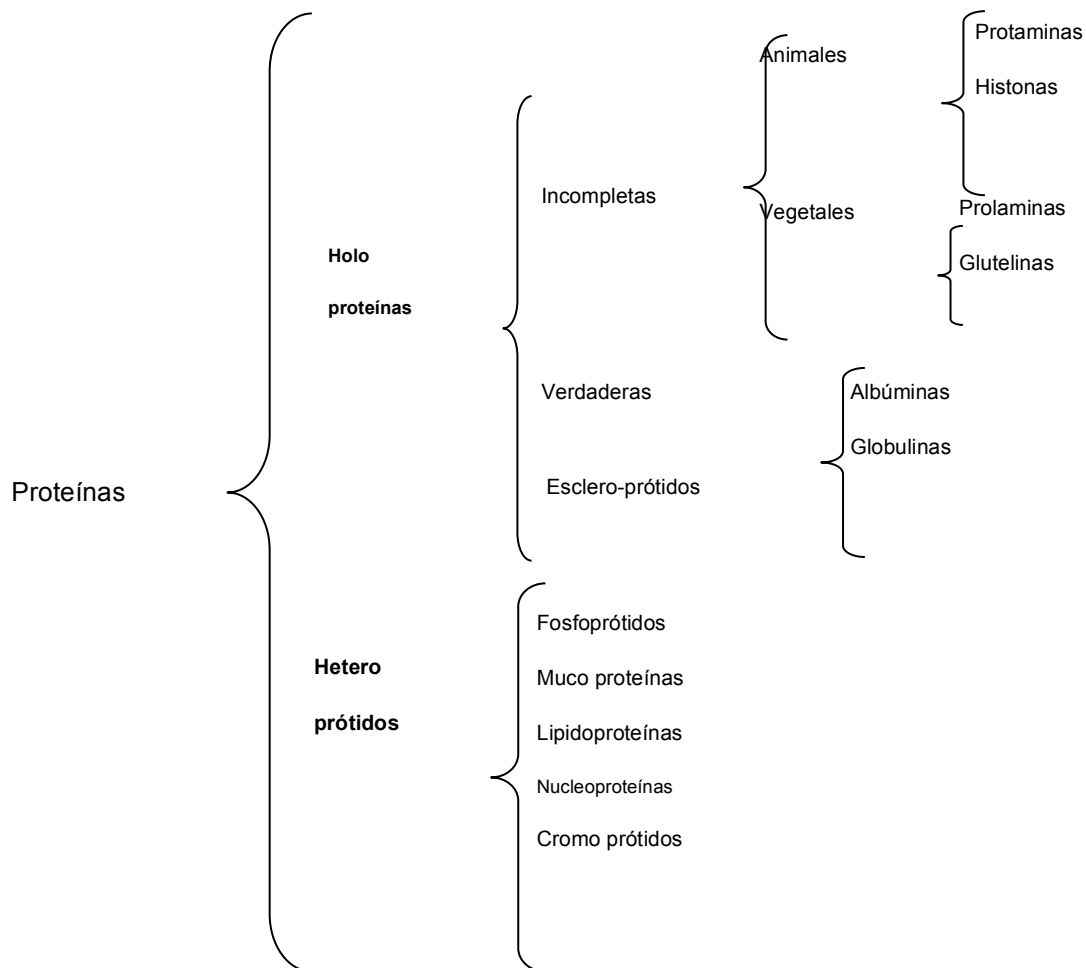 Proteínas
Holo
proteínas
Incompletas
Animales
Protaminas
Histonas
Vegetales
Prolaminas
Glutelinas
Verdaderas
Albúminas
Globulinas
Esclero-prótidos
Hetero
prótidos
Fosfoprótidos
Muco proteínas
Lipidoproteínas
Nucleoproteínas
Cromo prótidos